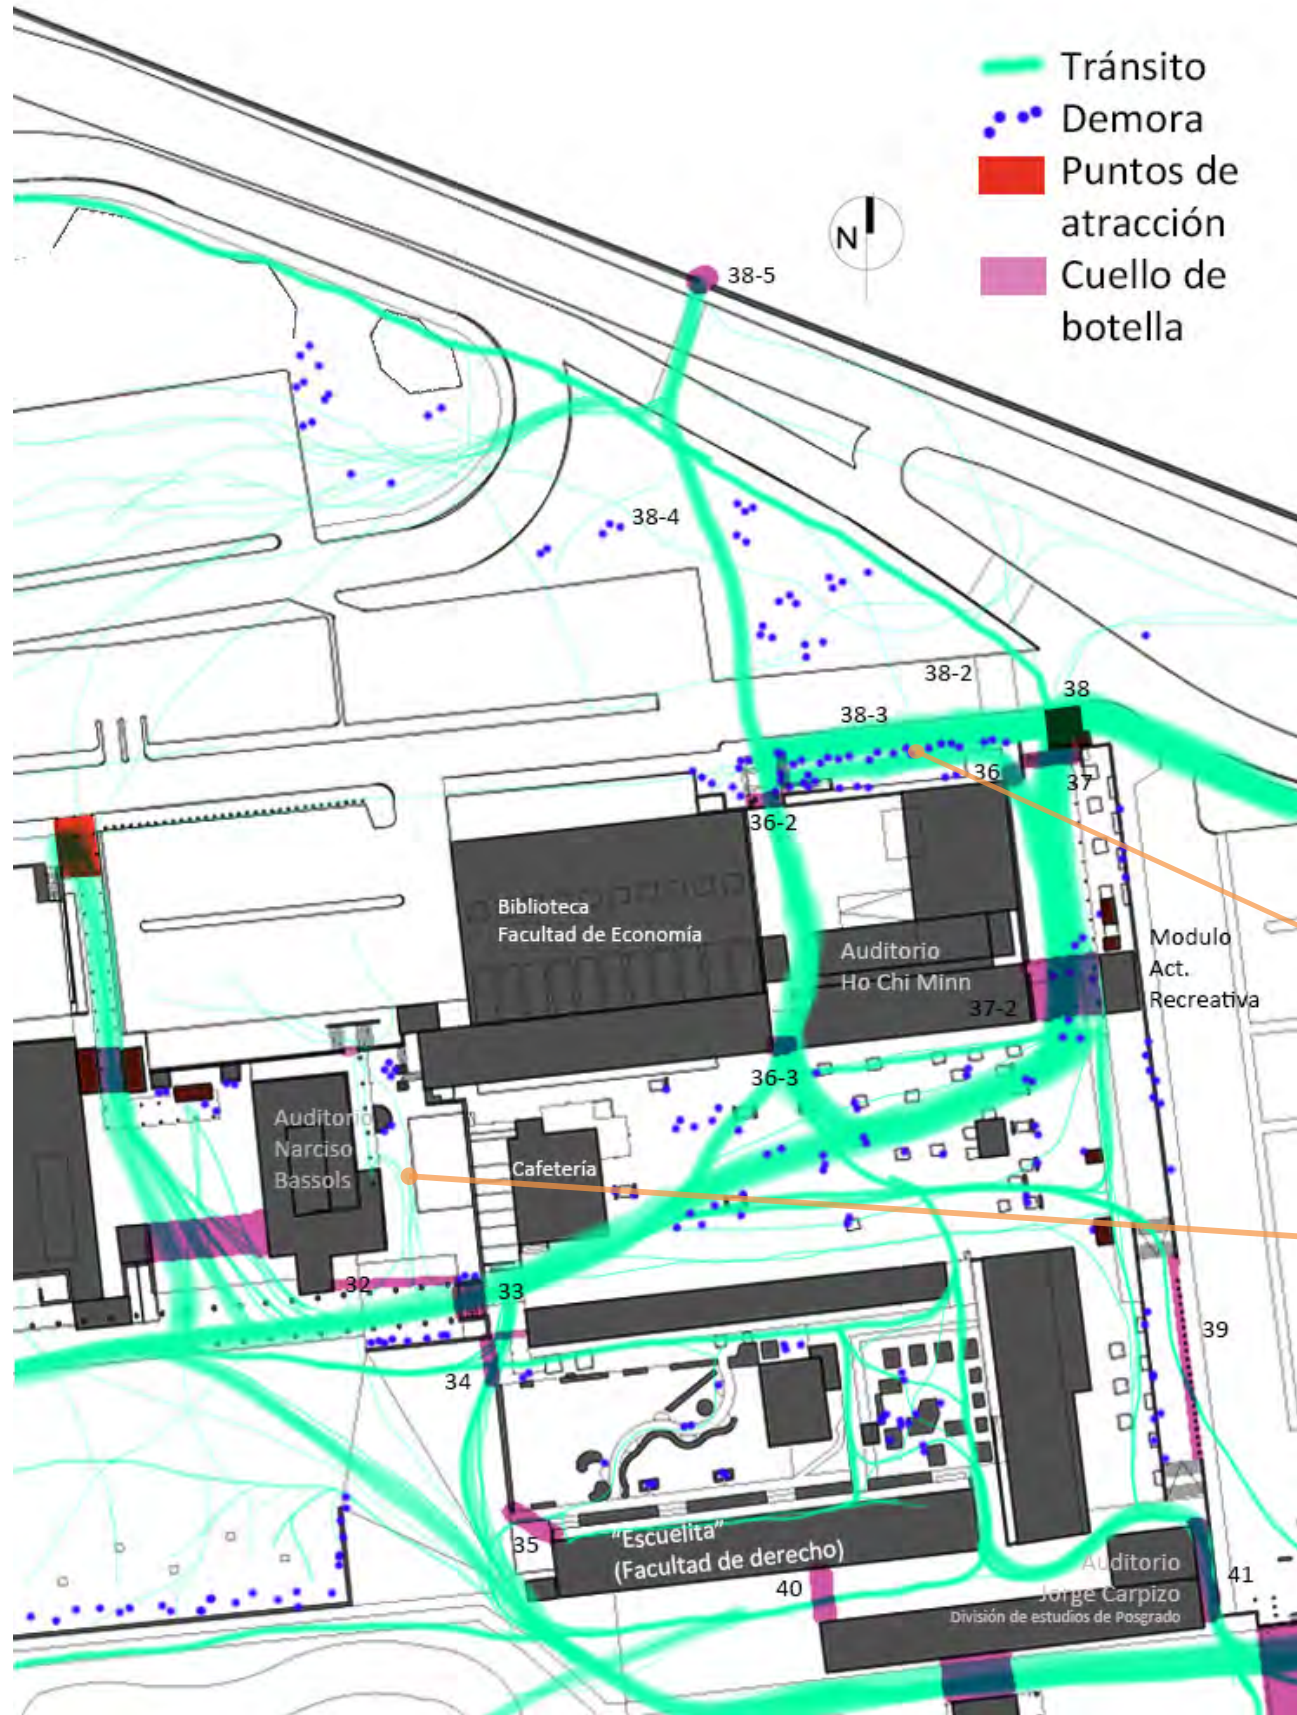 Tránsito
Demora
Puntos de
atracción
Cuello de
botella
N
38-5
38-4
38-2
38
38-3
36
37
36-2
Biblioteca
Facultad de Economía
Auditorio
Ho Chi Minn
Modulo
Act.
Recreativa
37-2
36-3
Auditorio
Narciso
Bassols
Cafetería
32
33
39
34
35
"Escuelita"
(Facultad de derecho)
40
Auditorio
Jorge Carpizo
División de estudios de Posgrado
41